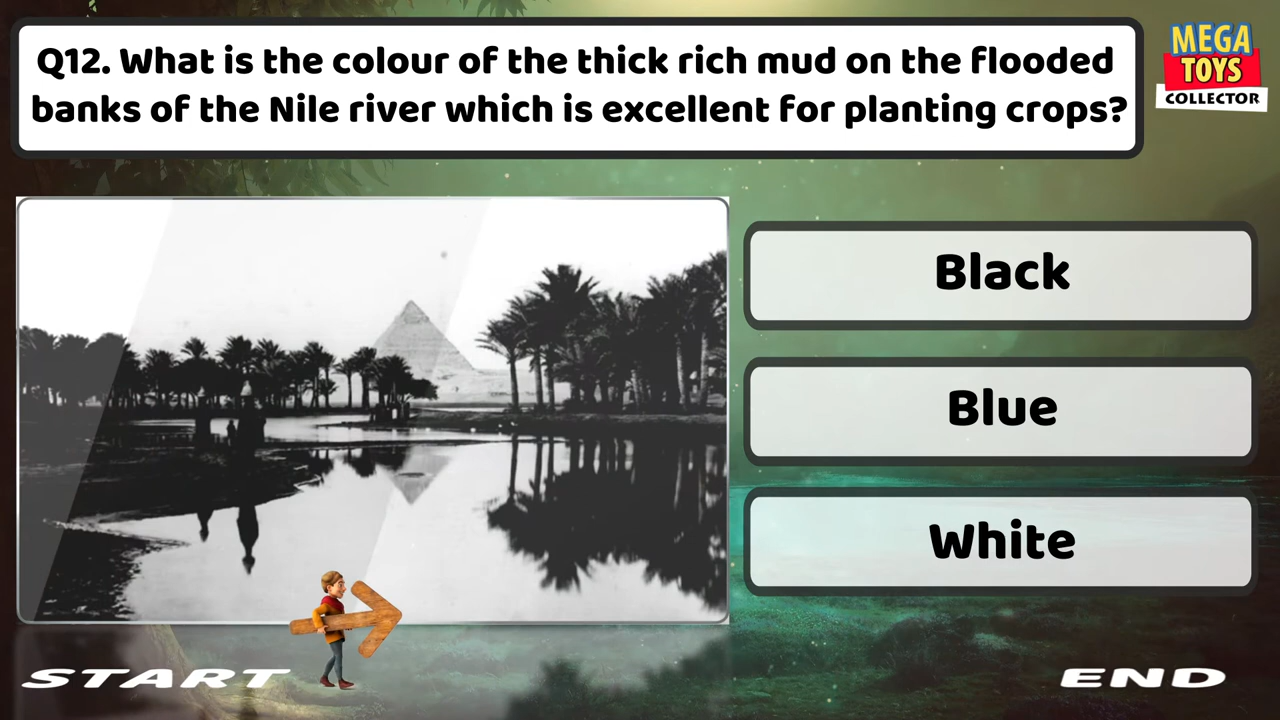 Q12. What is the colour of the thick rich mud on the flooded
banks of the Nile river which is excellent for planting crops?
MEGA
TOYS
COLLECTOR
Black
Blue
White
START
END